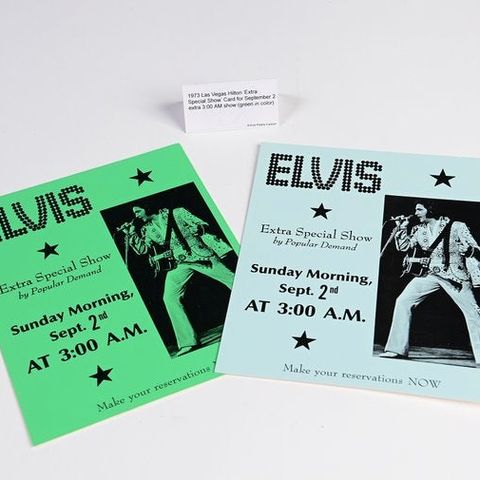 1973 Las Vegas Hilton 'Extra
Special Show' Card for September 2
extra 3:00 AM show (green in color)
ELVIS
Extra Special Show
by Popular Demand
Sunday Morning,
Sept. 2nd
AT 3:00 A.M.
Make your reservations
ELVIS
Extra Special Show
by Popular Demand
Sunday Morning,
Sept. 2nd
AT 3:00 A.M.
Make your reservations NOW